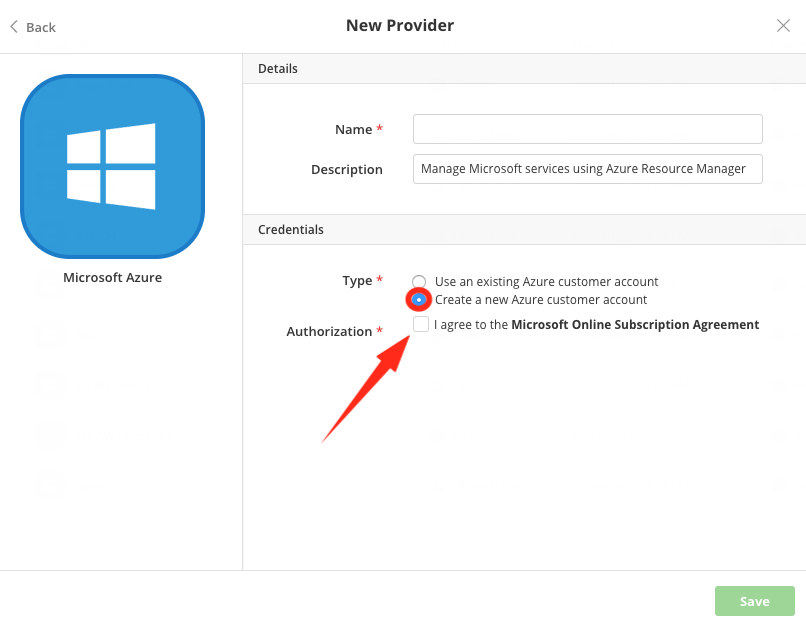 Back
New Provider
Microsoft Azure
Details
Name *
Description
Manage Microsoft services using Azure Resource Manager
Credentials
Type *
Use an existing Azure customer account
Create a new Azure customer account
Authorization *
I agree to the Microsoft Online Subscription Agreement
Save